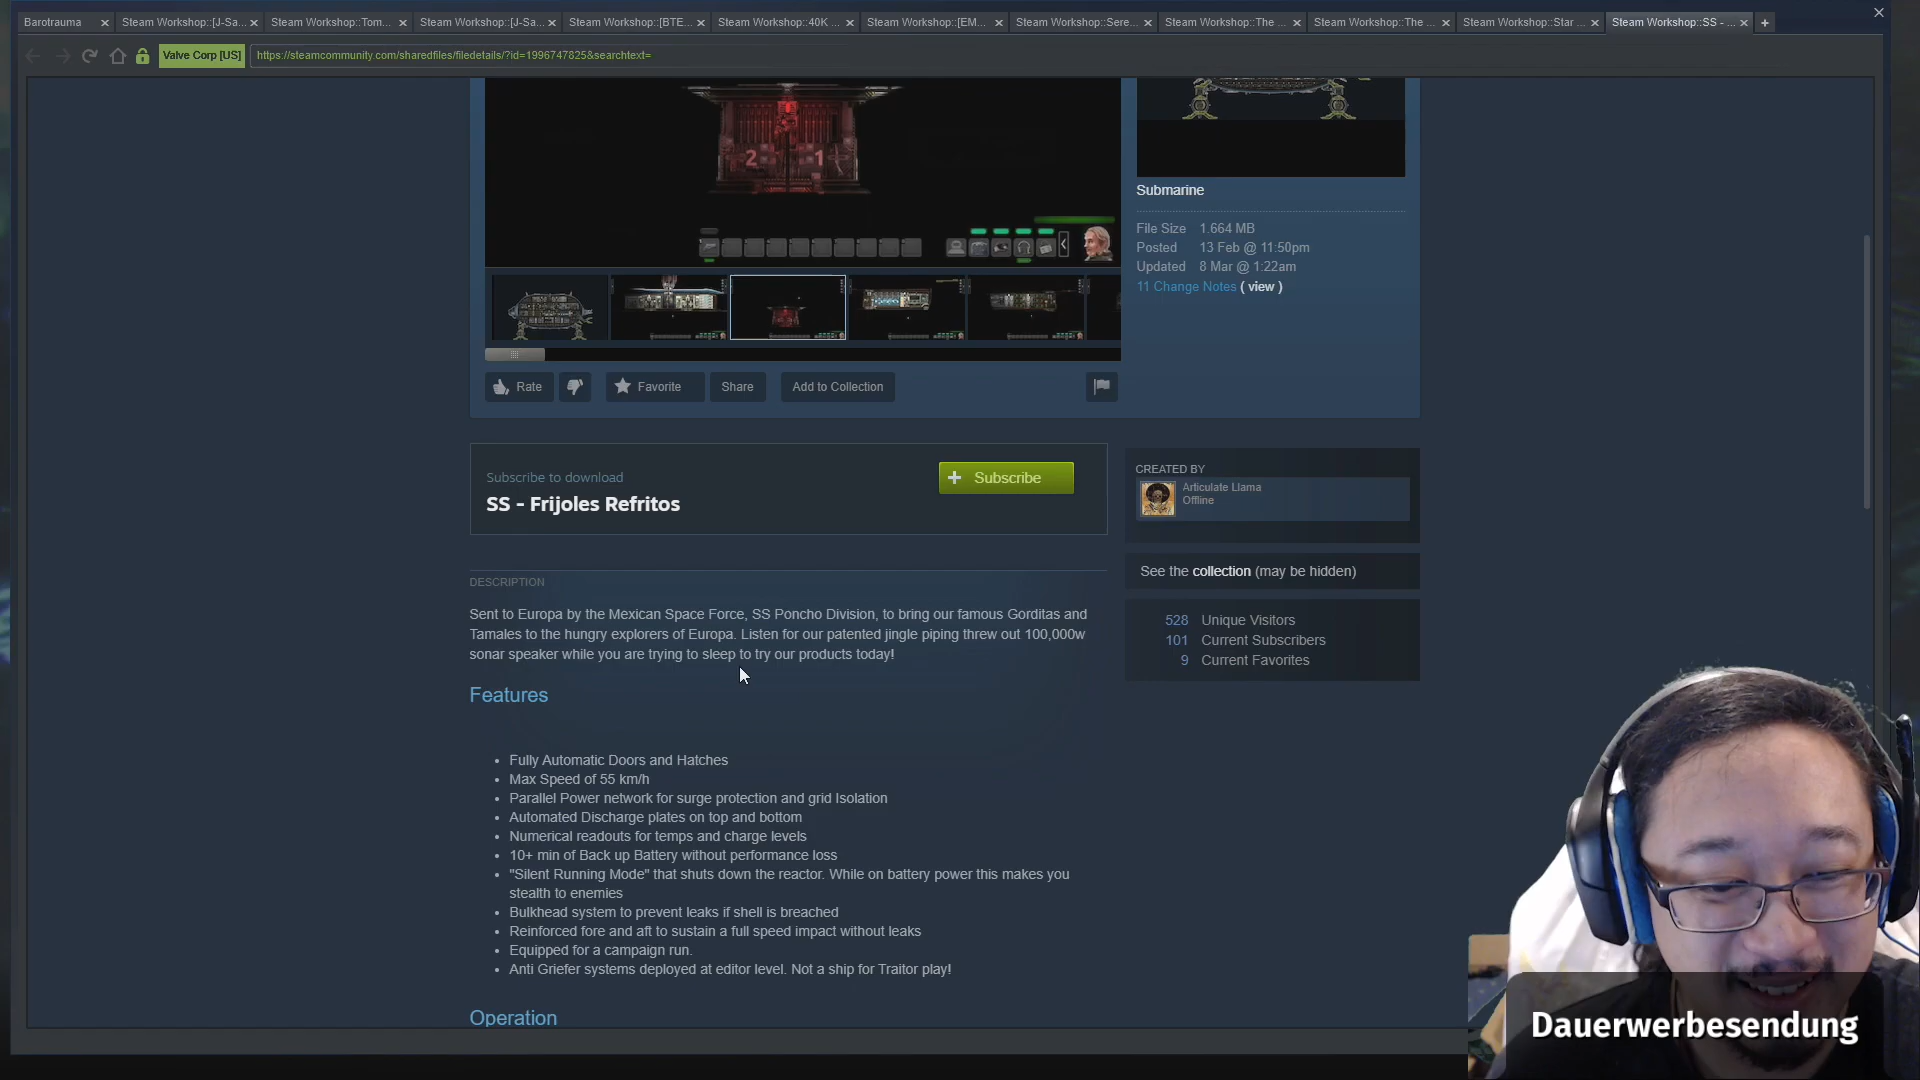 Barotrauma
Steam Workshop::[J-Sa...
Steam Workshop::Tom...
Steam Workshop::[J-Sa...
Steam Workshop::[BTE...
Steam Workshop::40K ...
Steam Workshop::[EM...
Steam Workshop::Sere...
Steam Workshop::The ...
Steam Workshop::The ...
Steam Workshop::Star ...
Steam Workshop::SS - ...
Valve Corp [US]
https://steamcommunity.com/sharedfiles/filedetails/?id=1996747825&searchtext=
2 1
Submarine
File Size 1.664 MB
Posted 13 Feb @ 11:50pm
Updated 8 Mar @ 1:22am
11 Change Notes ( view )
Rate
Favorite
Share
Add to Collection
Subscribe to download
SS - Frijoles Refritos
Subscribe
CREATED BY
Articulate Llama
Offline
See the collection (may be hidden)
528 Unique Visitors
101 Current Subscribers
9 Current Favorites
DESCRIPTION
Sent to Europa by the Mexican Space Force, SS Poncho Division, to bring our famous Gorditas and
Tamales to the hungry explorers of Europa. Listen for our patented jingle piping threw out 100,000w
sonar speaker while you are trying to sleep to try our products today!
Features
• Fully Automatic Doors and Hatches
• Max Speed of 55 km/h
• Parallel Power network for surge protection and grid Isolation
• Automated Discharge plates on top and bottom
• Numerical readouts for temps and charge levels
• 10+ min of Back up Battery without performance loss
• "Silent Running Mode" that shuts down the reactor. While on battery power this makes you
stealth to enemies
• Bulkhead system to prevent leaks if shell is breached
• Reinforced fore and aft to sustain a full speed impact without leaks
• Equipped for a campaign run.
• Anti Griefer systems deployed at editor level. Not a ship for Traitor play!
Operation
Dauerwerbesendung